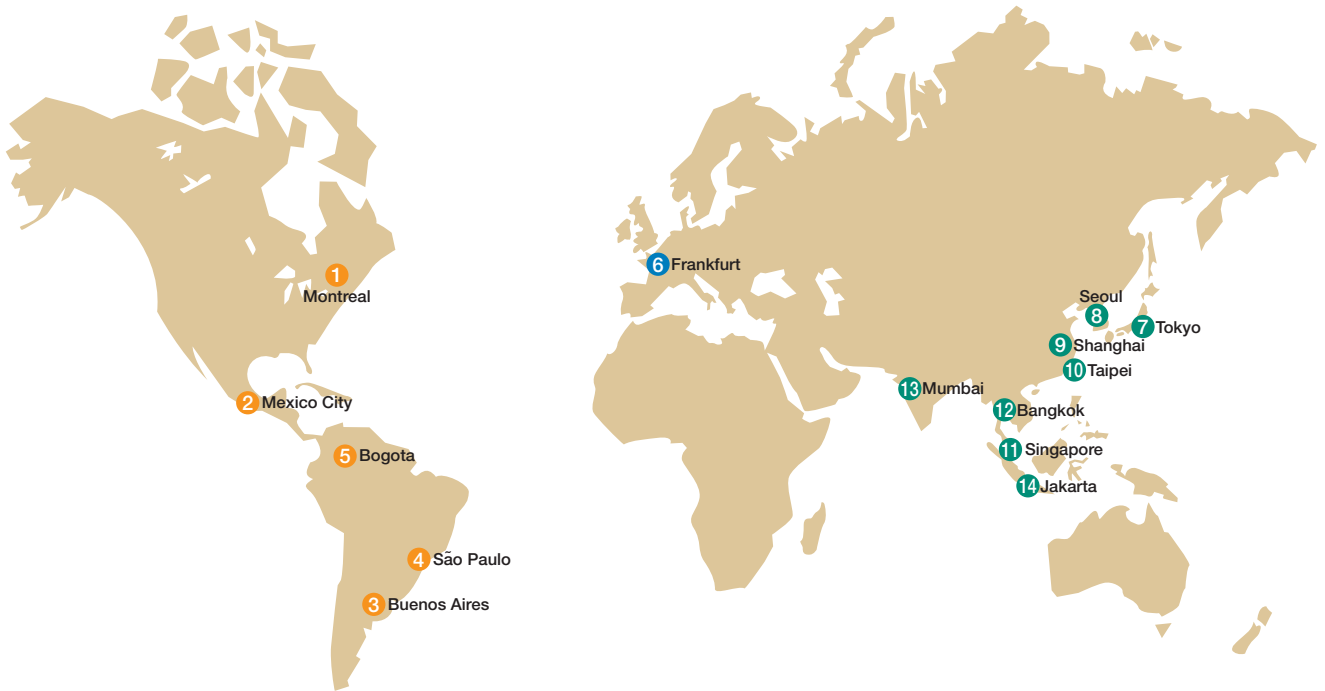 1
Montreal
2 Mexico City
5 Bogota
4 São Paulo
3 Buenos Aires
6 Frankfurt
Seoul
8
7 Tokyo
9 Shanghai
10 Taipei
13 Mumbai
12 Bangkok
11 Singapore
14 Jakarta